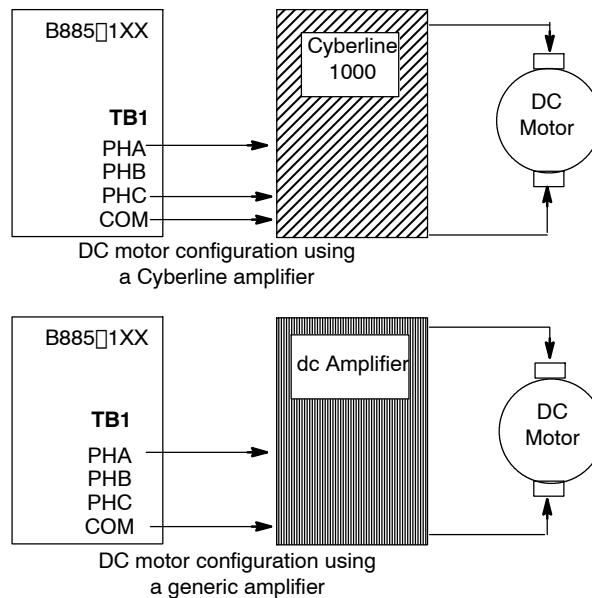 B885▯1XX
Cyberline
1000
DC
Motor
TB1
PHA
PHB
PHC
COM
DC motor configuration using
a Cyberline amplifier
B885▯1XX
dc Amplifier
DC
Motor
TB1
PHA
PHB
PHC
COM
DC motor configuration using
a generic amplifier